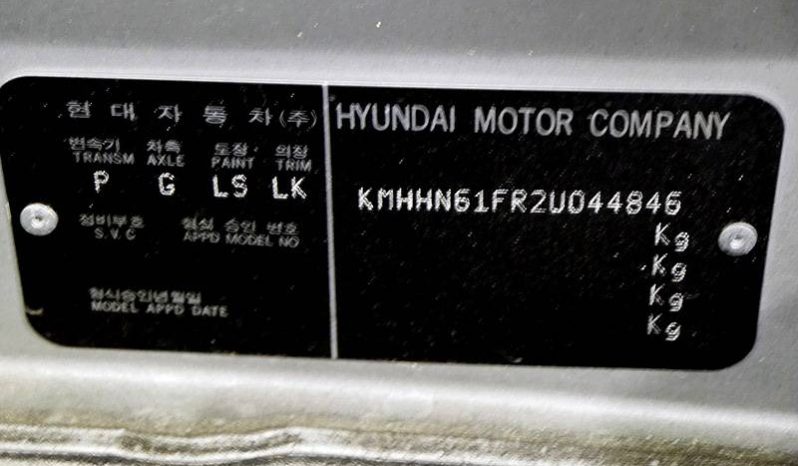 현대자동차(주)
변속기 차축 도장 의장
TRANSM AXLE PAINT TRIM
P G LS LK
정비부호 형식 승인 번호
S.V.C APPD MODEL NO
형식승인년월일
MODEL APPD DATE
HYUNDAI MOTOR COMPANY
KMHHN61FR2U044846
Kg
Kg
Kg
Kg